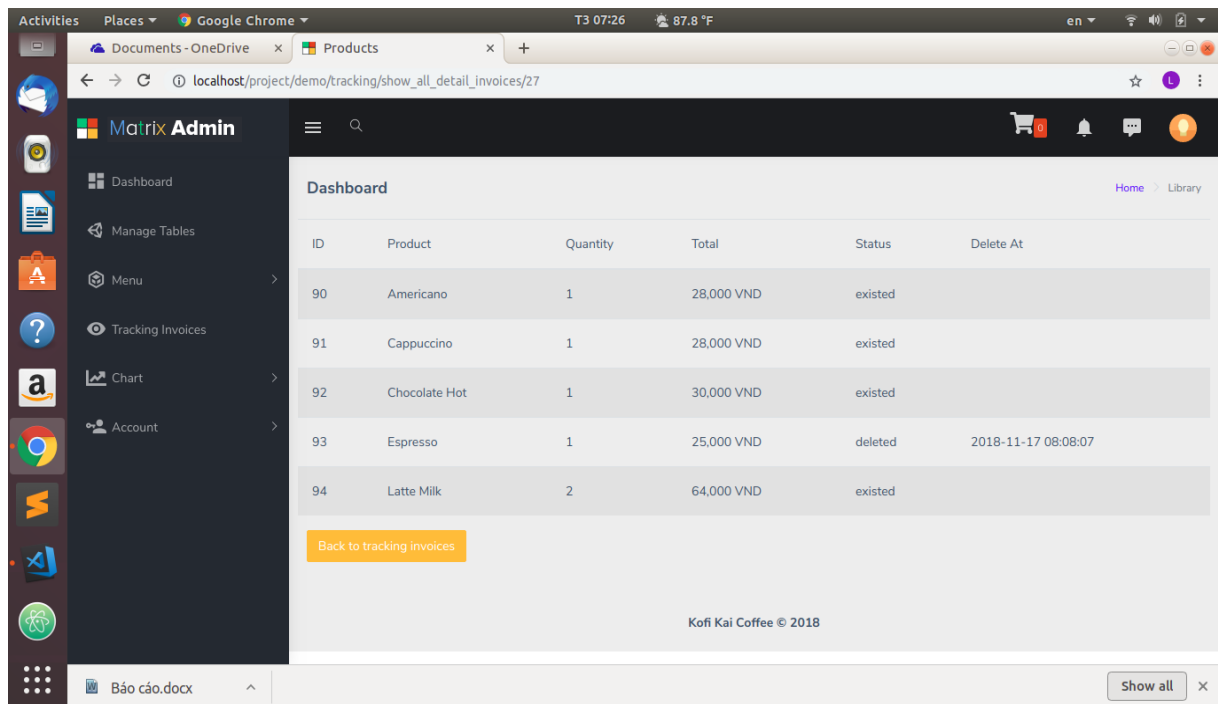 Activities Places Google Chrome T3 07:26 87.8 °F en
Documents - OneDrive × Products × +
localhost/project/demo/tracking/show_all_detail_invoices/27 L
Matrix Admin 0
Dashboard
Manage Tables
Menu
Tracking Invoices
Chart
Account
Dashboard Home > Library
ID Product Quantity Total Status Delete At
90 Americano 1 28,000 VND existed
91 Cappuccino 1 28,000 VND existed
92 Chocolate Hot 1 30,000 VND existed
93 Espresso 1 25,000 VND deleted 2018-11-17 08:08:07
94 Latte Milk 2 64,000 VND existed
Back to tracking invoices
Kofi Kai Coffee © 2018
Báo cáo.docx Show all ×